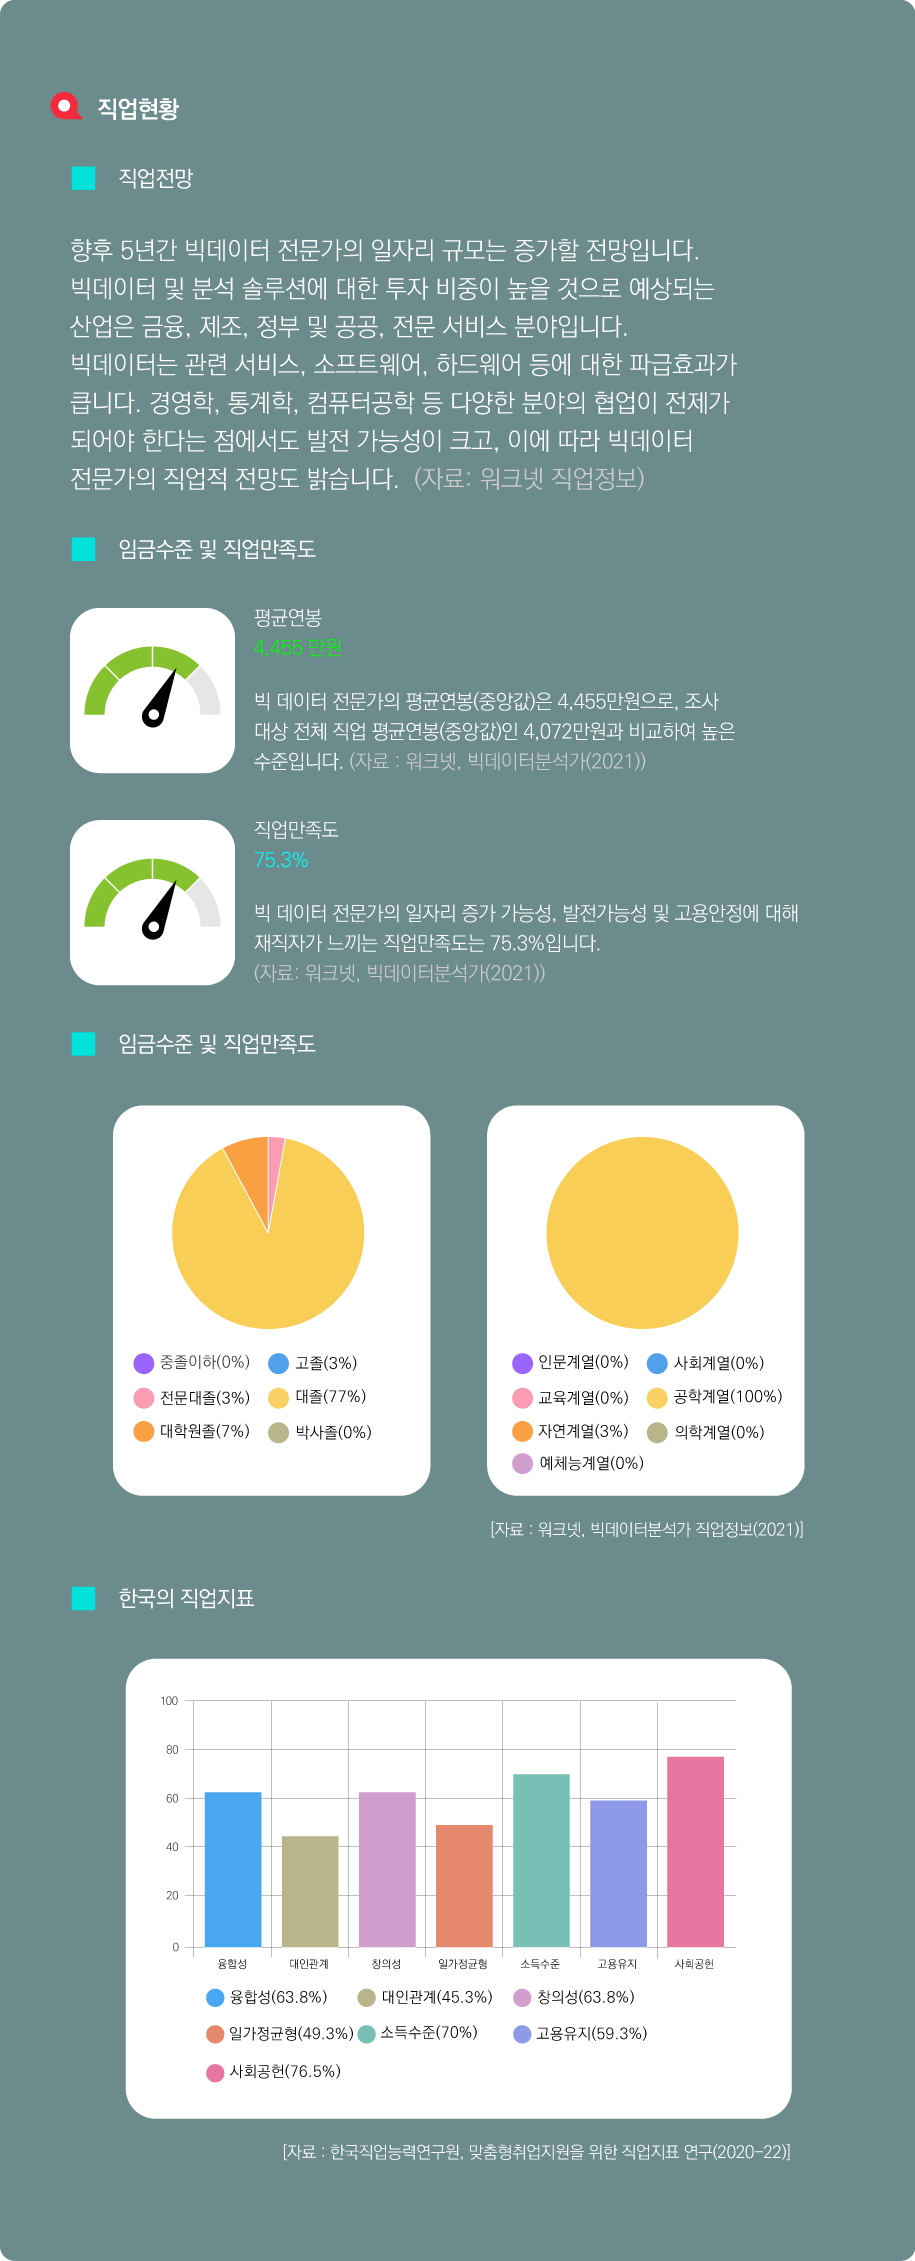 직업현황
직업전망
향후 5년간 빅데이터 전문가의 일자리 규모는 증가할 전망입니다.
빅데이터 및 분석 솔루션에 대한 투자 비중이 높을 것으로 예상되는
산업은 금융, 제조, 정부 및 공공, 전문 서비스 분야입니다.
빅데이터는 관련 서비스, 소프트웨어, 하드웨어 등에 대한 파급효과가
큽니다. 경영학, 통계학, 컴퓨터공학 등 다양한 분야의 협업이 전제가
되어야 한다는 점에서도 발전 가능성이 크고, 이에 따라 빅데이터
전문가의 직업적 전망도 밝습니다. (자료: 워크넷 직업정보)
임금수준 및 직업만족도
평균연봉
4.455 만원
빅 데이터 전문가의 평균연봉(중앙값)은 4,455만원으로, 조사
대상 전체 직업 평균연봉(중앙값)인 4,072만원과 비교하여 높은
수준입니다. (자료 : 워크넷, 빅데이터분석가(2021))
직업만족도
75.3%
빅 데이터 전문가의 일자리 증가 가능성, 발전가능성 및 고용안정에 대해
재직자가 느끼는 직업만족도는 75.3%입니다.
(자료: 워크넷, 빅데이터분석가(2021))
임금수준 및 직업만족도
중졸이하(0%) 고졸(3%)
전문대졸(3%) 대졸(77%)
대학원졸(7%) 박사졸(0%)
인문계열(0%) 사회계열(0%)
교육계열(0%) 공학계열(100%)
자연계열(3%) 의학계열(0%)
예체능계열(0%)
[자료 : 워크넷, 빅데이터분석가 직업정보(2021)]
한국의 직업지표
100
80
60
40
20
0
융합성 대인관계 창의성 일가정균형 소득수준 고용유지 사회공헌
융합성(63.8%) 대인관계(45.3%) 창의성(63.8%)
일가정균형(49.3%) 소득수준(70%) 고용유지(59.3%)
사회공헌(76.5%)
[자료 : 한국직업능력연구원, 맞춤형취업지원을 위한 직업지표 연구(2020-22)]